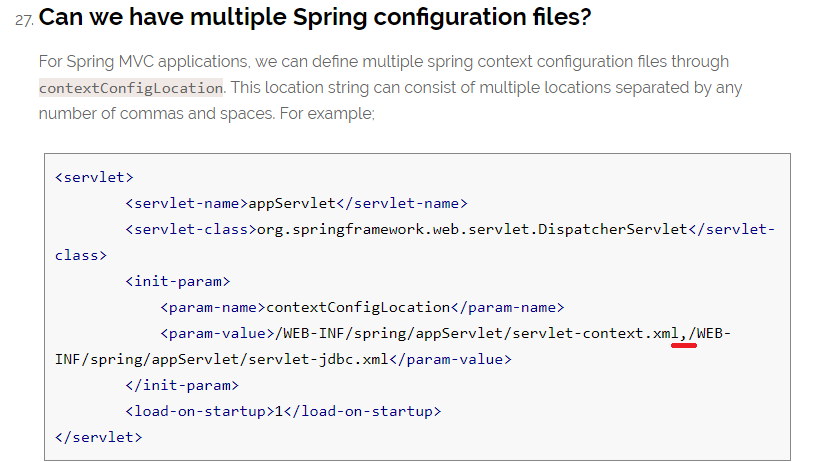 27. Can we have multiple Spring configuration files?
For Spring MVC applications, we can define multiple spring context configuration files through
contextConfigLocation. This location string can consist of multiple locations separated by any
number of commas and spaces. For example;
<servlet>
        <servlet-name>appServlet</servlet-name>
        <servlet-class>org.springframework.web.servlet.DispatcherServlet</servlet-
class>
        <init-param>
            <param-name>contextConfigLocation</param-name>
            <param-value>/WEB-INF/spring/appServlet/servlet-context.xml,/WEB-
INF/spring/appServlet/servlet-jdbc.xml</param-value>
        </init-param>
        <load-on-startup>1</load-on-startup>
</servlet>